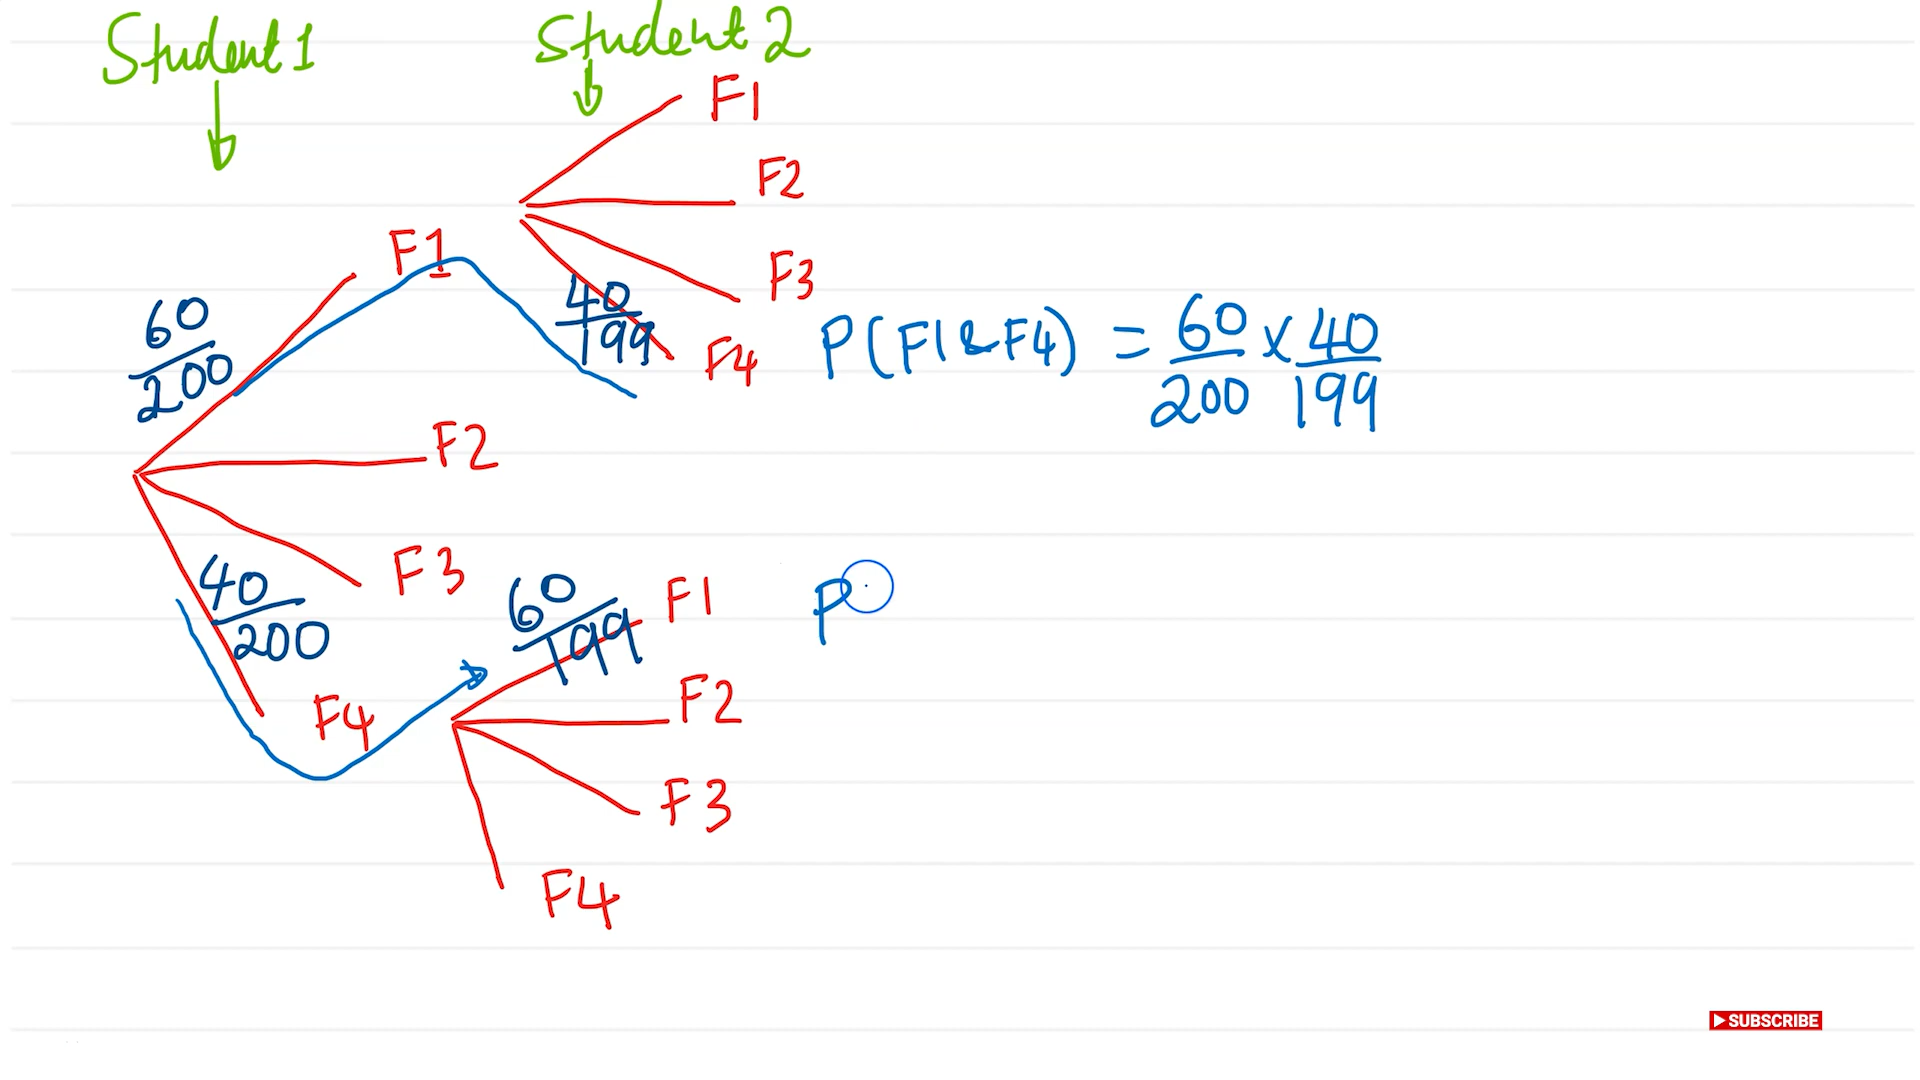 Student 1
Student 2
F1
F2
F3
F4
F1
60
200
40
199
P(F1&F4) = 60/200 x 40/199
F2
F3
40
200
F4
60
199
F1
F2
F3
F4
P
SUBSCRIBE